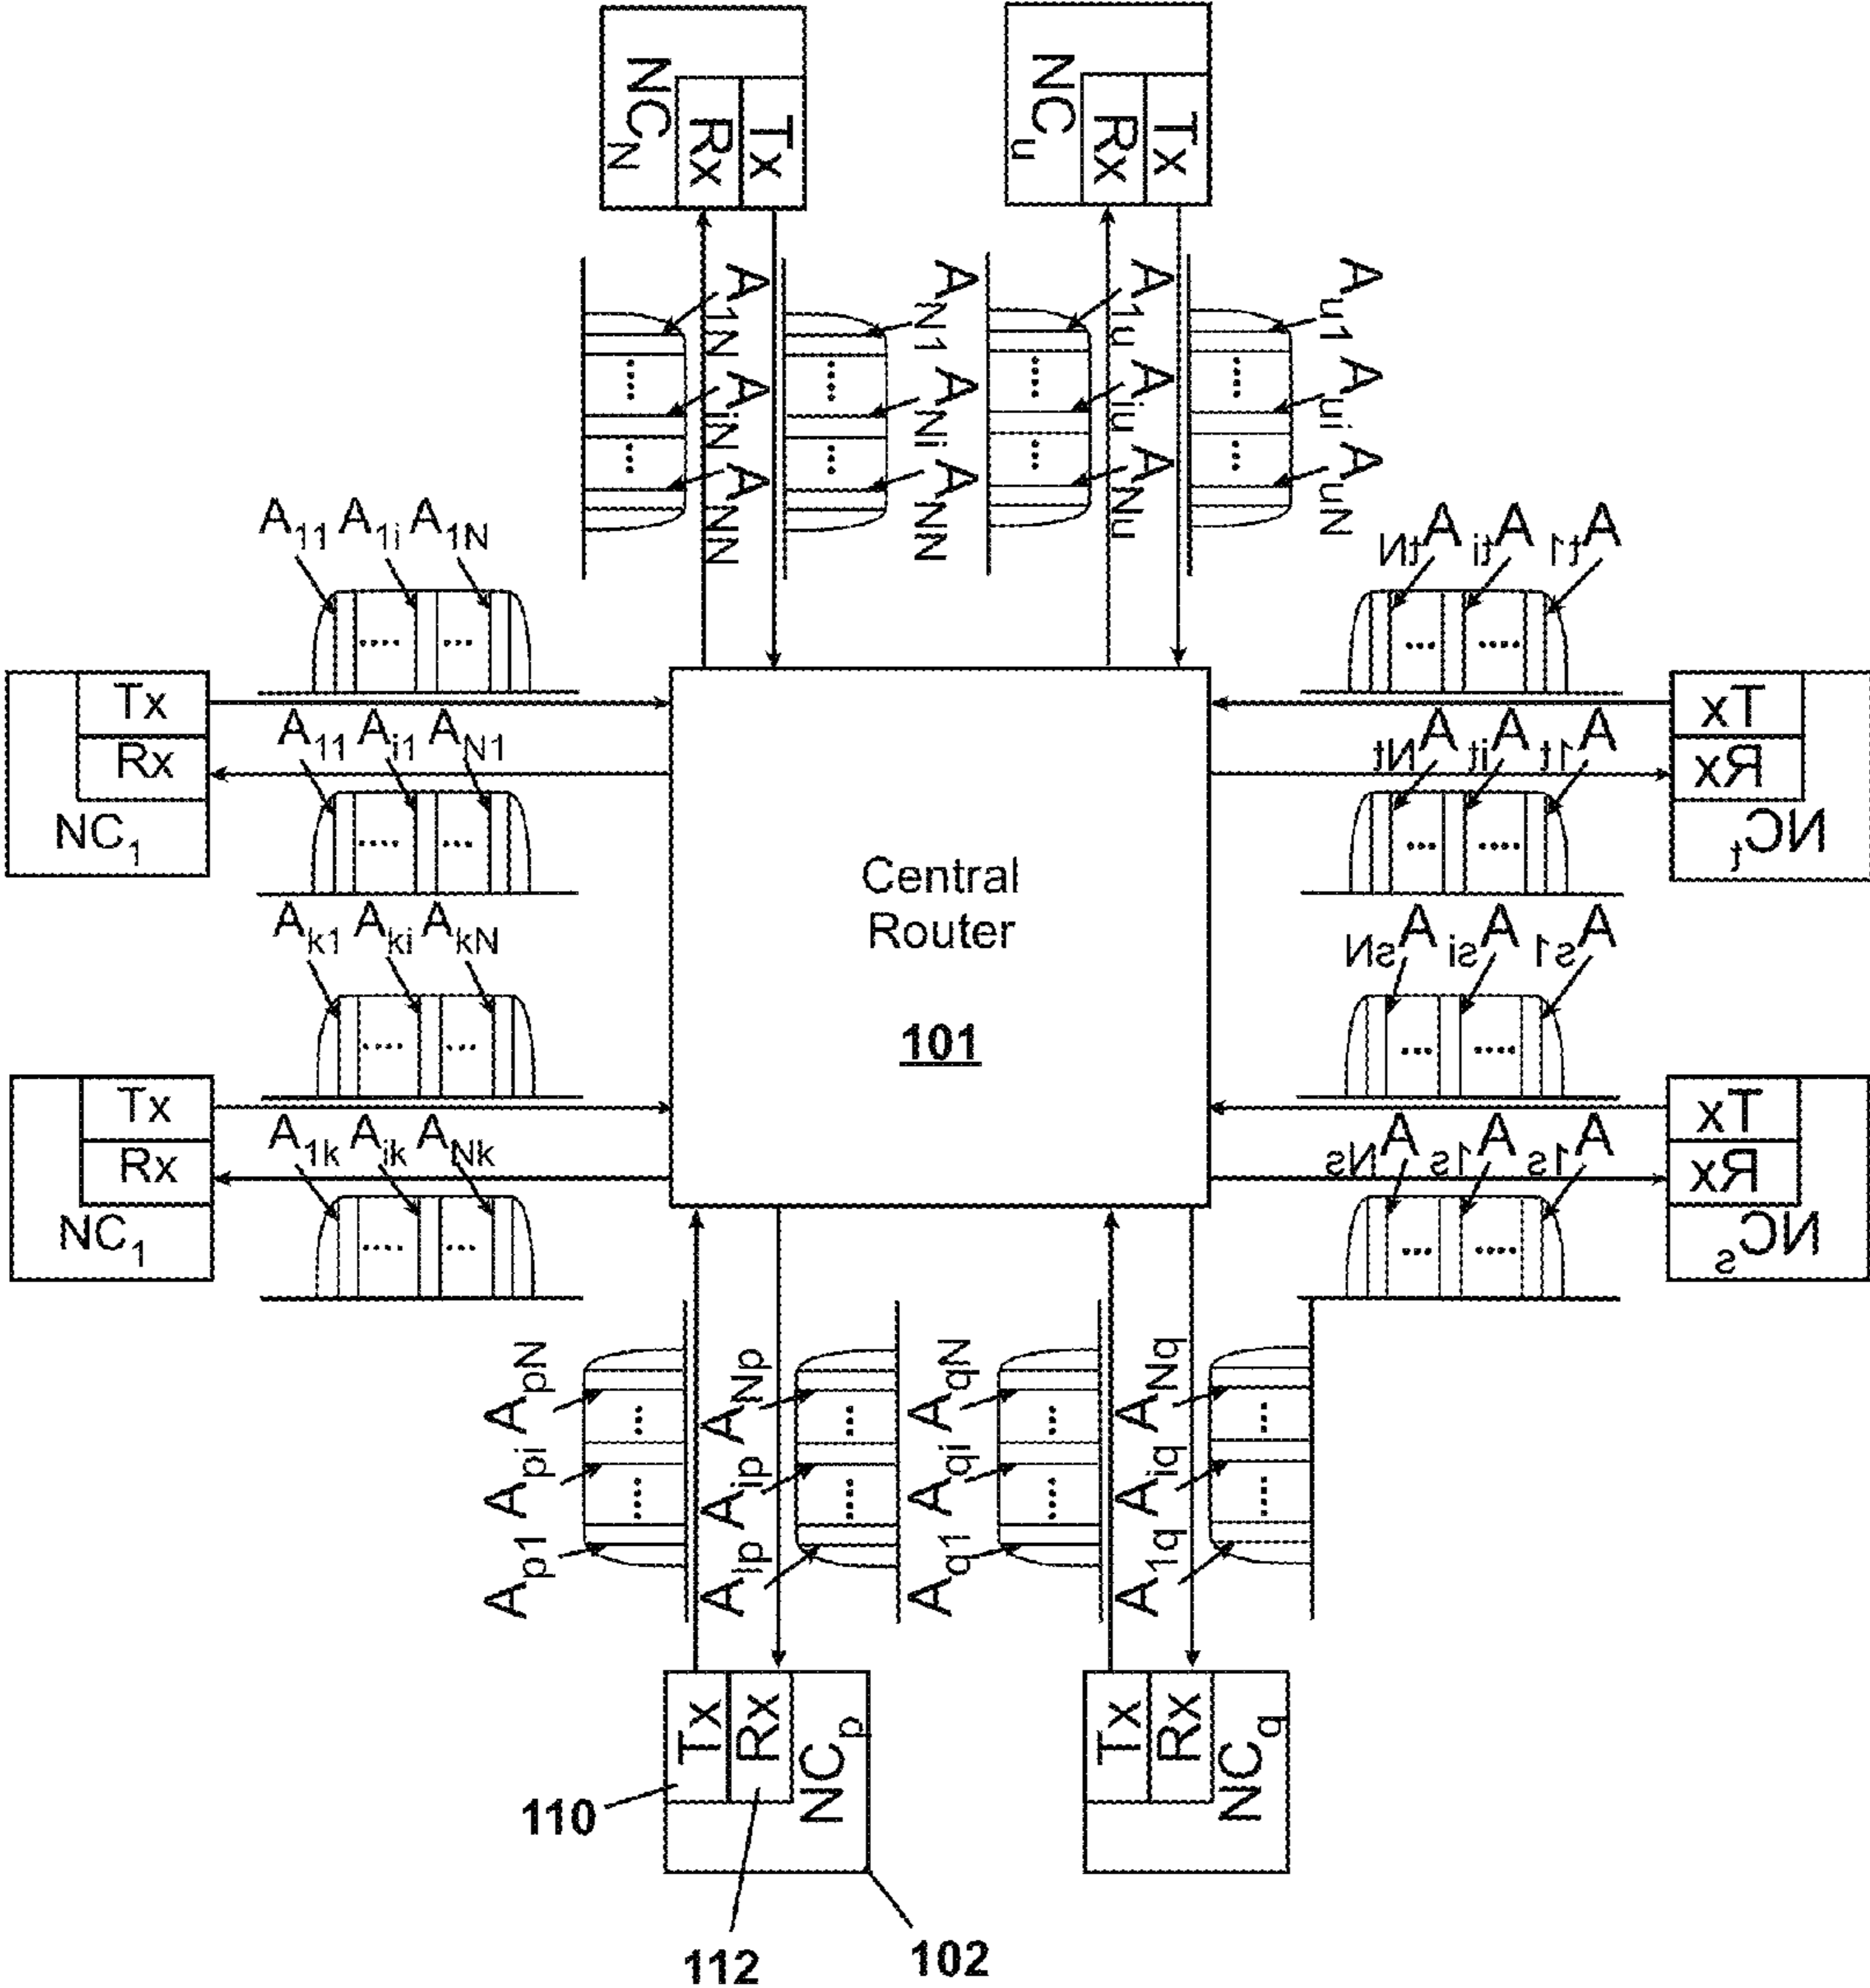 NC_N
Rx
Tx
NC_u
Rx
Tx
A_1N A_iN A_NN
A_N1 A_Ni A_NN
A_1u A_iu A_Nu
A_u1 A_ui A_uN
A_11 A_1i A_1N
A_tN A_ti A_t1
Tx
Rx
NC_1
A_11 A_i1 A_N1
Tx
Rx
NC_t
A_Nt A_it A_1t
Central
Router
101
A_k1 A_ki A_kN
A_sN A_si A_s1
Tx
Rx
NC_1
A_1k A_ik A_Nk
Tx
Rx
NC_s
A_Ns A_1s A_1s
A_p1 A_pi A_pN
A_lp A_ip A_Np
A_q1 A_qi A_qN
A_1q A_iq A_Nq
Tx
Rx
NC_p
Tx
Rx
NC_q
110
112
102